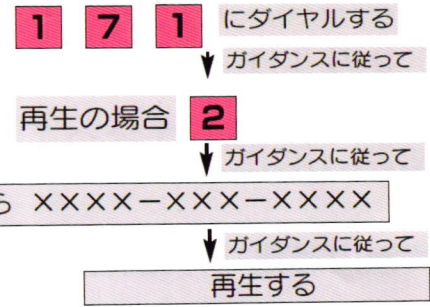 1 7 1 にダイヤルする
ガイダンスに従って
再生の場合 2
ガイダンスに従って
ら ××××-×××-××××
ガイダンスに従って
再生する